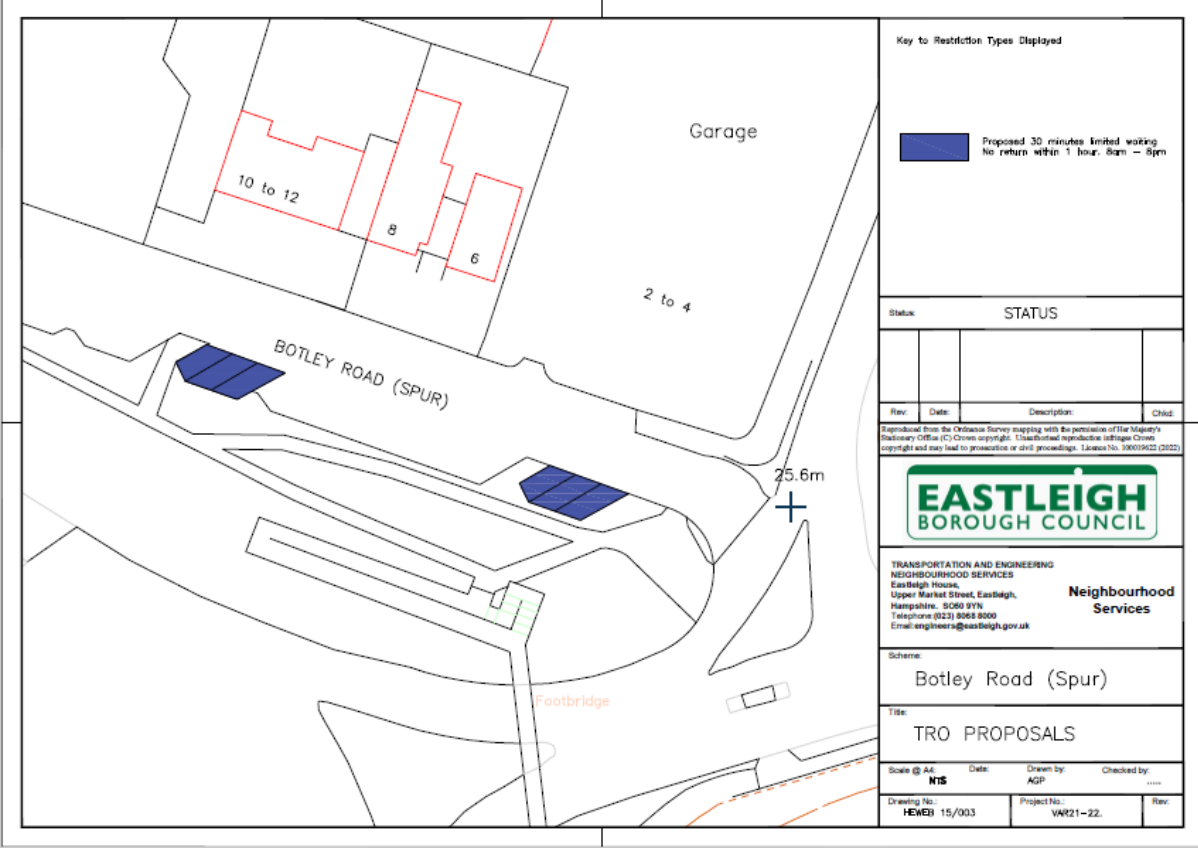 Garage
10 to 12
8
6
2 to 4
BOTLEY ROAD (SPUR)
25.6m
Footbridge
Key to Restriction Types Displayed
Proposed 30 minutes limited waiting
No return within 1 hour. 8am – 8pm
Status:
STATUS
Rev:
Date:
Description:
Chkd:
Reproduced from the Ordnance Survey mapping with the permission of Her Majesty's
Stationery Office (C) Crown copyright. Unauthorised reproduction infringes Crown
copyright and may lead to prosecution or civil proceedings. Licence No. 100019622 (2022)
EASTLEIGH
BOROUGH COUNCIL
TRANSPORTATION AND ENGINEERING
NEIGHBOURHOOD SERVICES
Eastleigh House,
Upper Market Street, Eastleigh,
Hampshire. SO50 9YN
Telephone:(023) 8068 8000
Email:engineers@eastleigh.gov.uk
Neighbourhood
Services
Scheme:
Botley Road (Spur)
Title:
TRO PROPOSALS
Scale @ A4:
NTS
Date:
Drawn by:
AGP
Checked by:
.....
Drawing No.:
HEWEB 15/003
Project No.:
VAR21-22.
Rev: